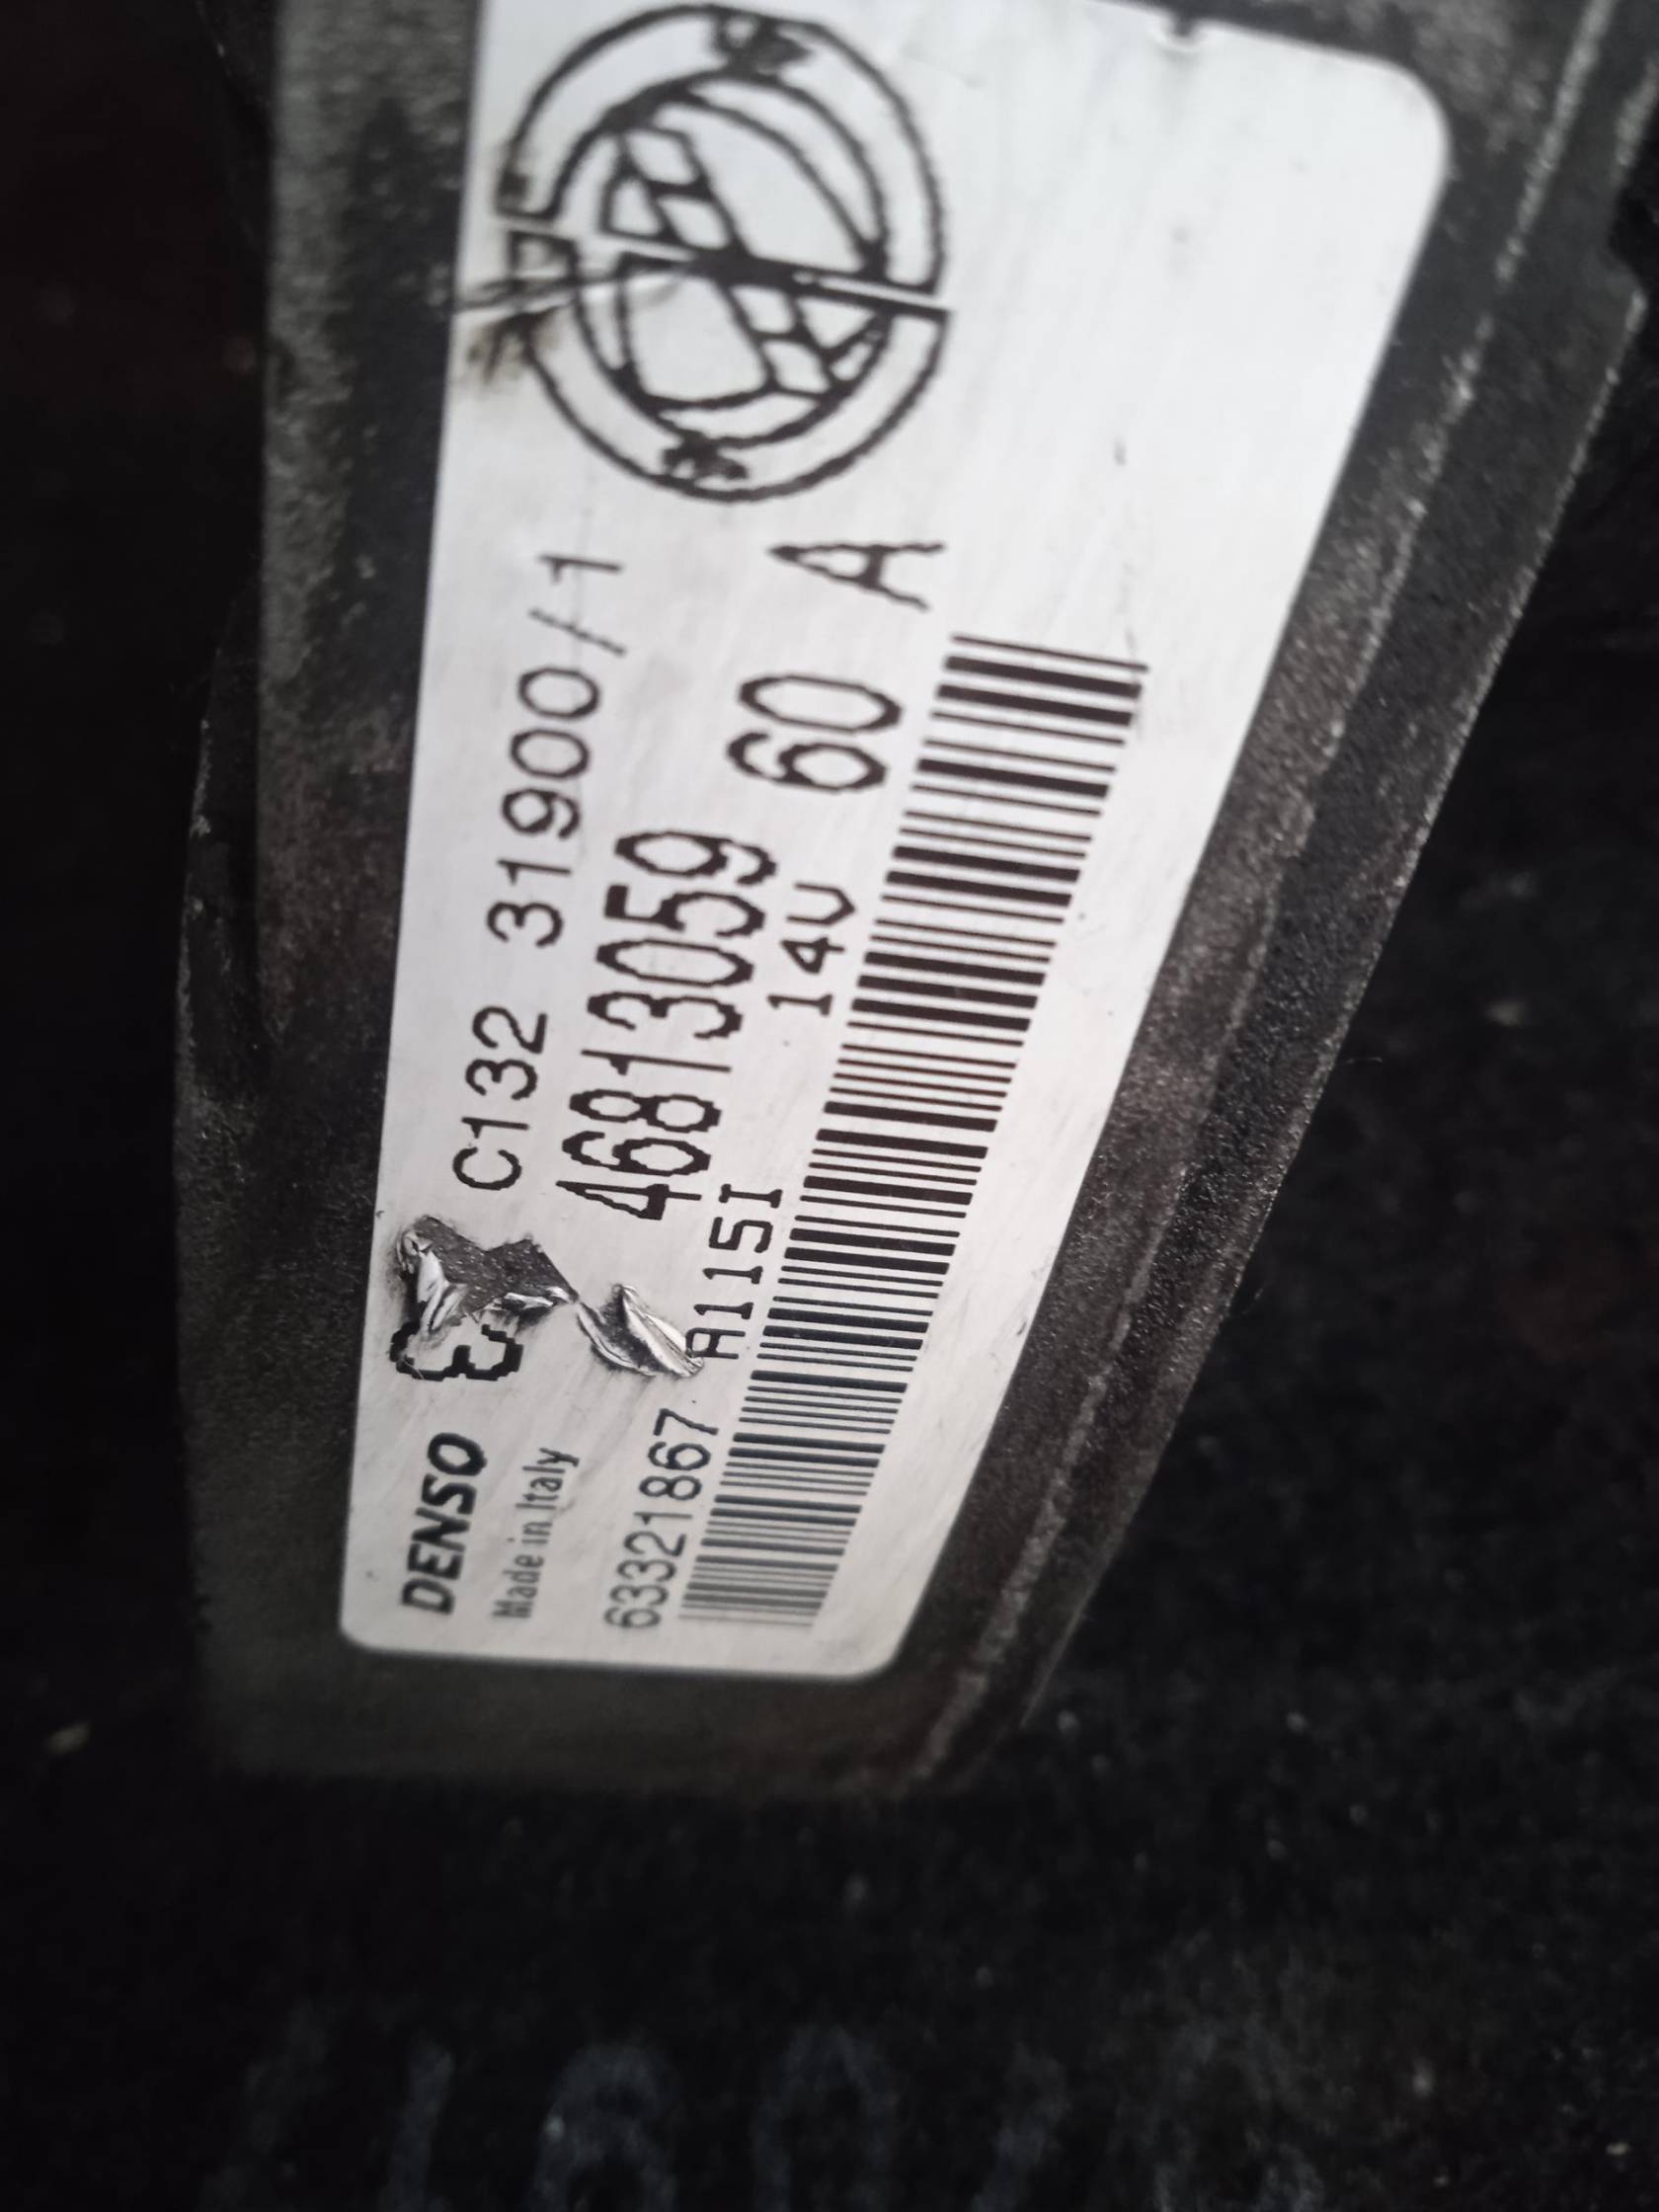 DENSO
Made in Italy
C132 31900/1
46813059
63321867 A115I 14V 60 A